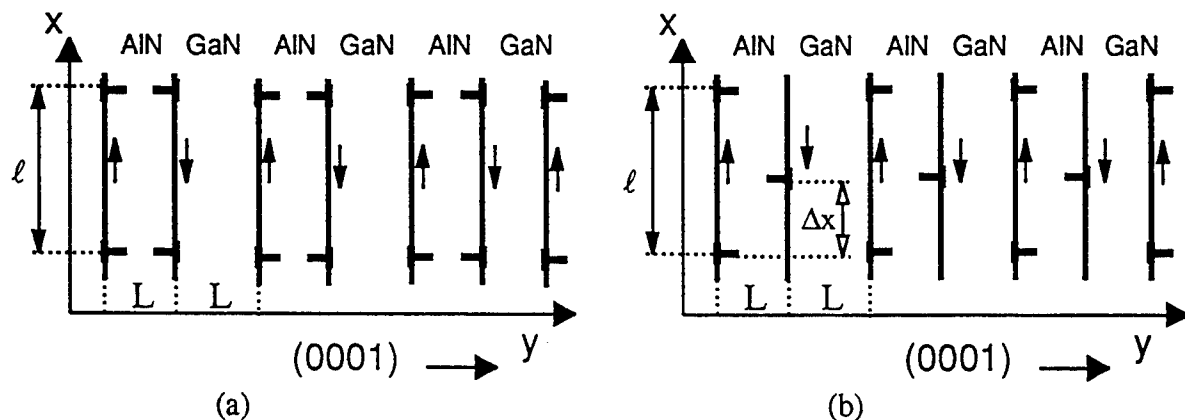 x
AlN GaN AlN GaN AlN GaN
ℓ
L L
y
(0001)
(a)
x
AlN GaN AlN GaN AlN GaN
ℓ
Δx
L L
y
(0001)
(b)